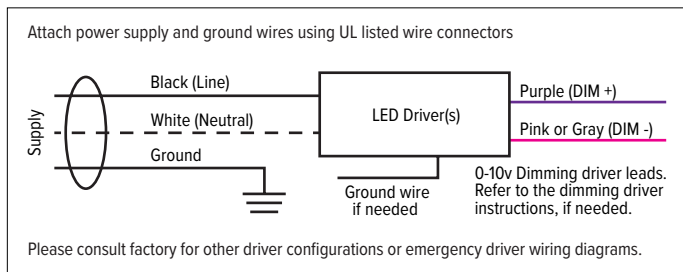 Attach power supply and ground wires using UL listed wire connectors
Supply
Black (Line)
White (Neutral)
Ground
LED Driver(s)
Purple (DIM +)
Pink or Gray (DIM -)
Ground wire
if needed
0-10v Dimming driver leads.
Refer to the dimming driver
instructions, if needed.
Please consult factory for other driver configurations or emergency driver wiring diagrams.